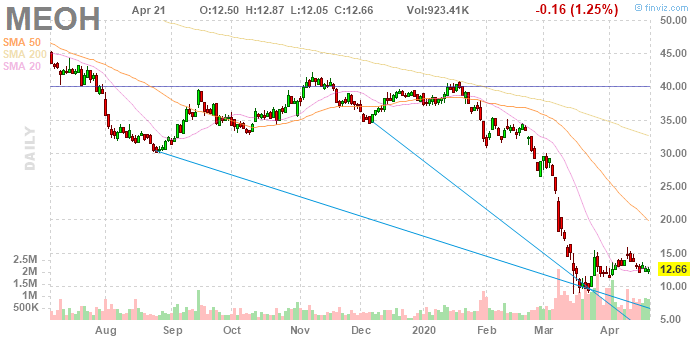 MEOH Apr 21 O:12.50 H:12.87 L:12.05 C:12.66 Vol:923.41K -0.16 (1.25%) © finviz.com
SMA 50
SMA 200
SMA 20
DAILY
50.00
45.00
40.00
35.00
30.00
25.00
20.00
15.00
12.66
10.00
5.00
2.5M
2M
1.5M
1M
500K
Aug Sep Oct Nov Dec 2020 Feb Mar Apr